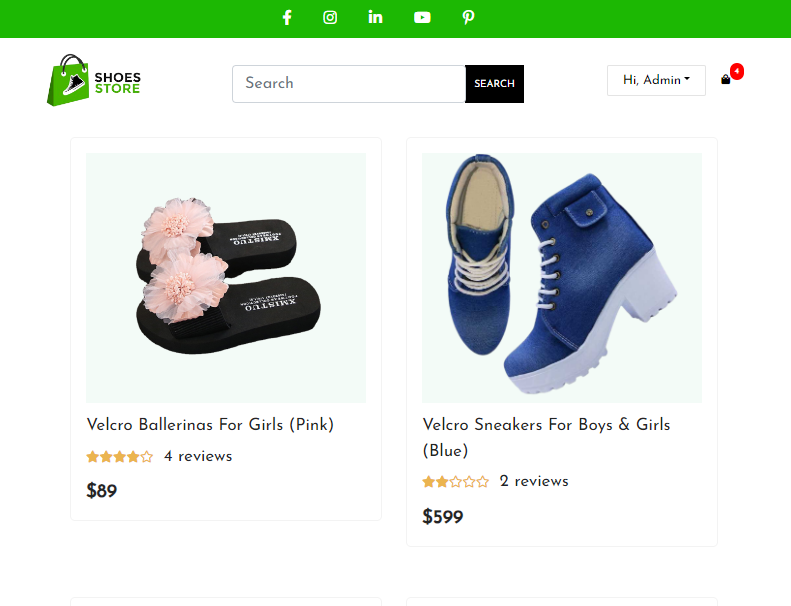 SHOES
STORE
Search
SEARCH
Hi, Admin
4
XMISTUO
XMISTUO
Velcro Ballerinas For Girls (Pink)
4 reviews
$89
Velcro Sneakers For Boys & Girls
(Blue)
2 reviews
$599